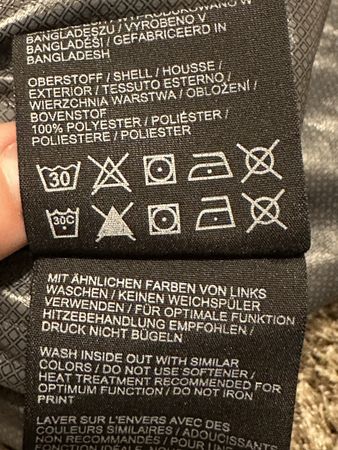 BANGLADESZU / VYROBENO V
BANGLADÉŠI / GEFABRICEERD IN
BANGLADESH
OBERSTOFF / SHELL / HOUSSE /
EXTERIOR / TESSUTO ESTERNO /
WIERZCHNIA WARSTWA / OBLOŽENÍ /
BOVENSTOF
100% POLYESTER / POLIÉSTER /
POLIESTERE / POLIESTER
30
30C
MIT ÄHNLICHEN FARBEN VON LINKS
WASCHEN / KEINEN WEICHSPÜLER
VERWENDEN / FÜR OPTIMALE FUNKTION
HITZEBEHANDLUNG EMPFOHLEN /
DRUCK NICHT BÜGELN
WASH INSIDE OUT WITH SIMILAR
COLORS / DO NOT USE SOFTENER /
HEAT TREATMENT RECOMMENDED FOR
OPTIMUM FUNCTION / DO NOT IRON
PRINT
LAVER SUR L'ENVERS AVEC DES
COULEURS SIMILAIRES / ADOUCISSANTS
NON RECOMMANDÉS / POUR UNE